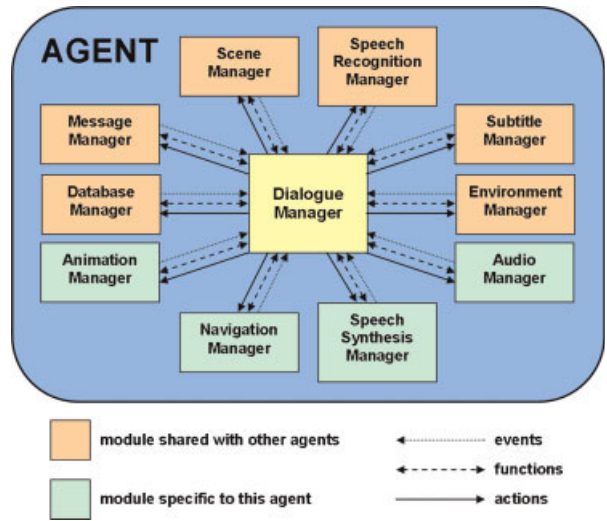 AGENT
Scene
Manager
Speech
Recognition
Manager
Message
Manager
Subtitle
Manager
Database
Manager
Dialogue
Manager
Environment
Manager
Animation
Manager
Audio
Manager
Navigation
Manager
Speech
Synthesis
Manager
module shared with other agents
events
functions
module specific to this agent
actions